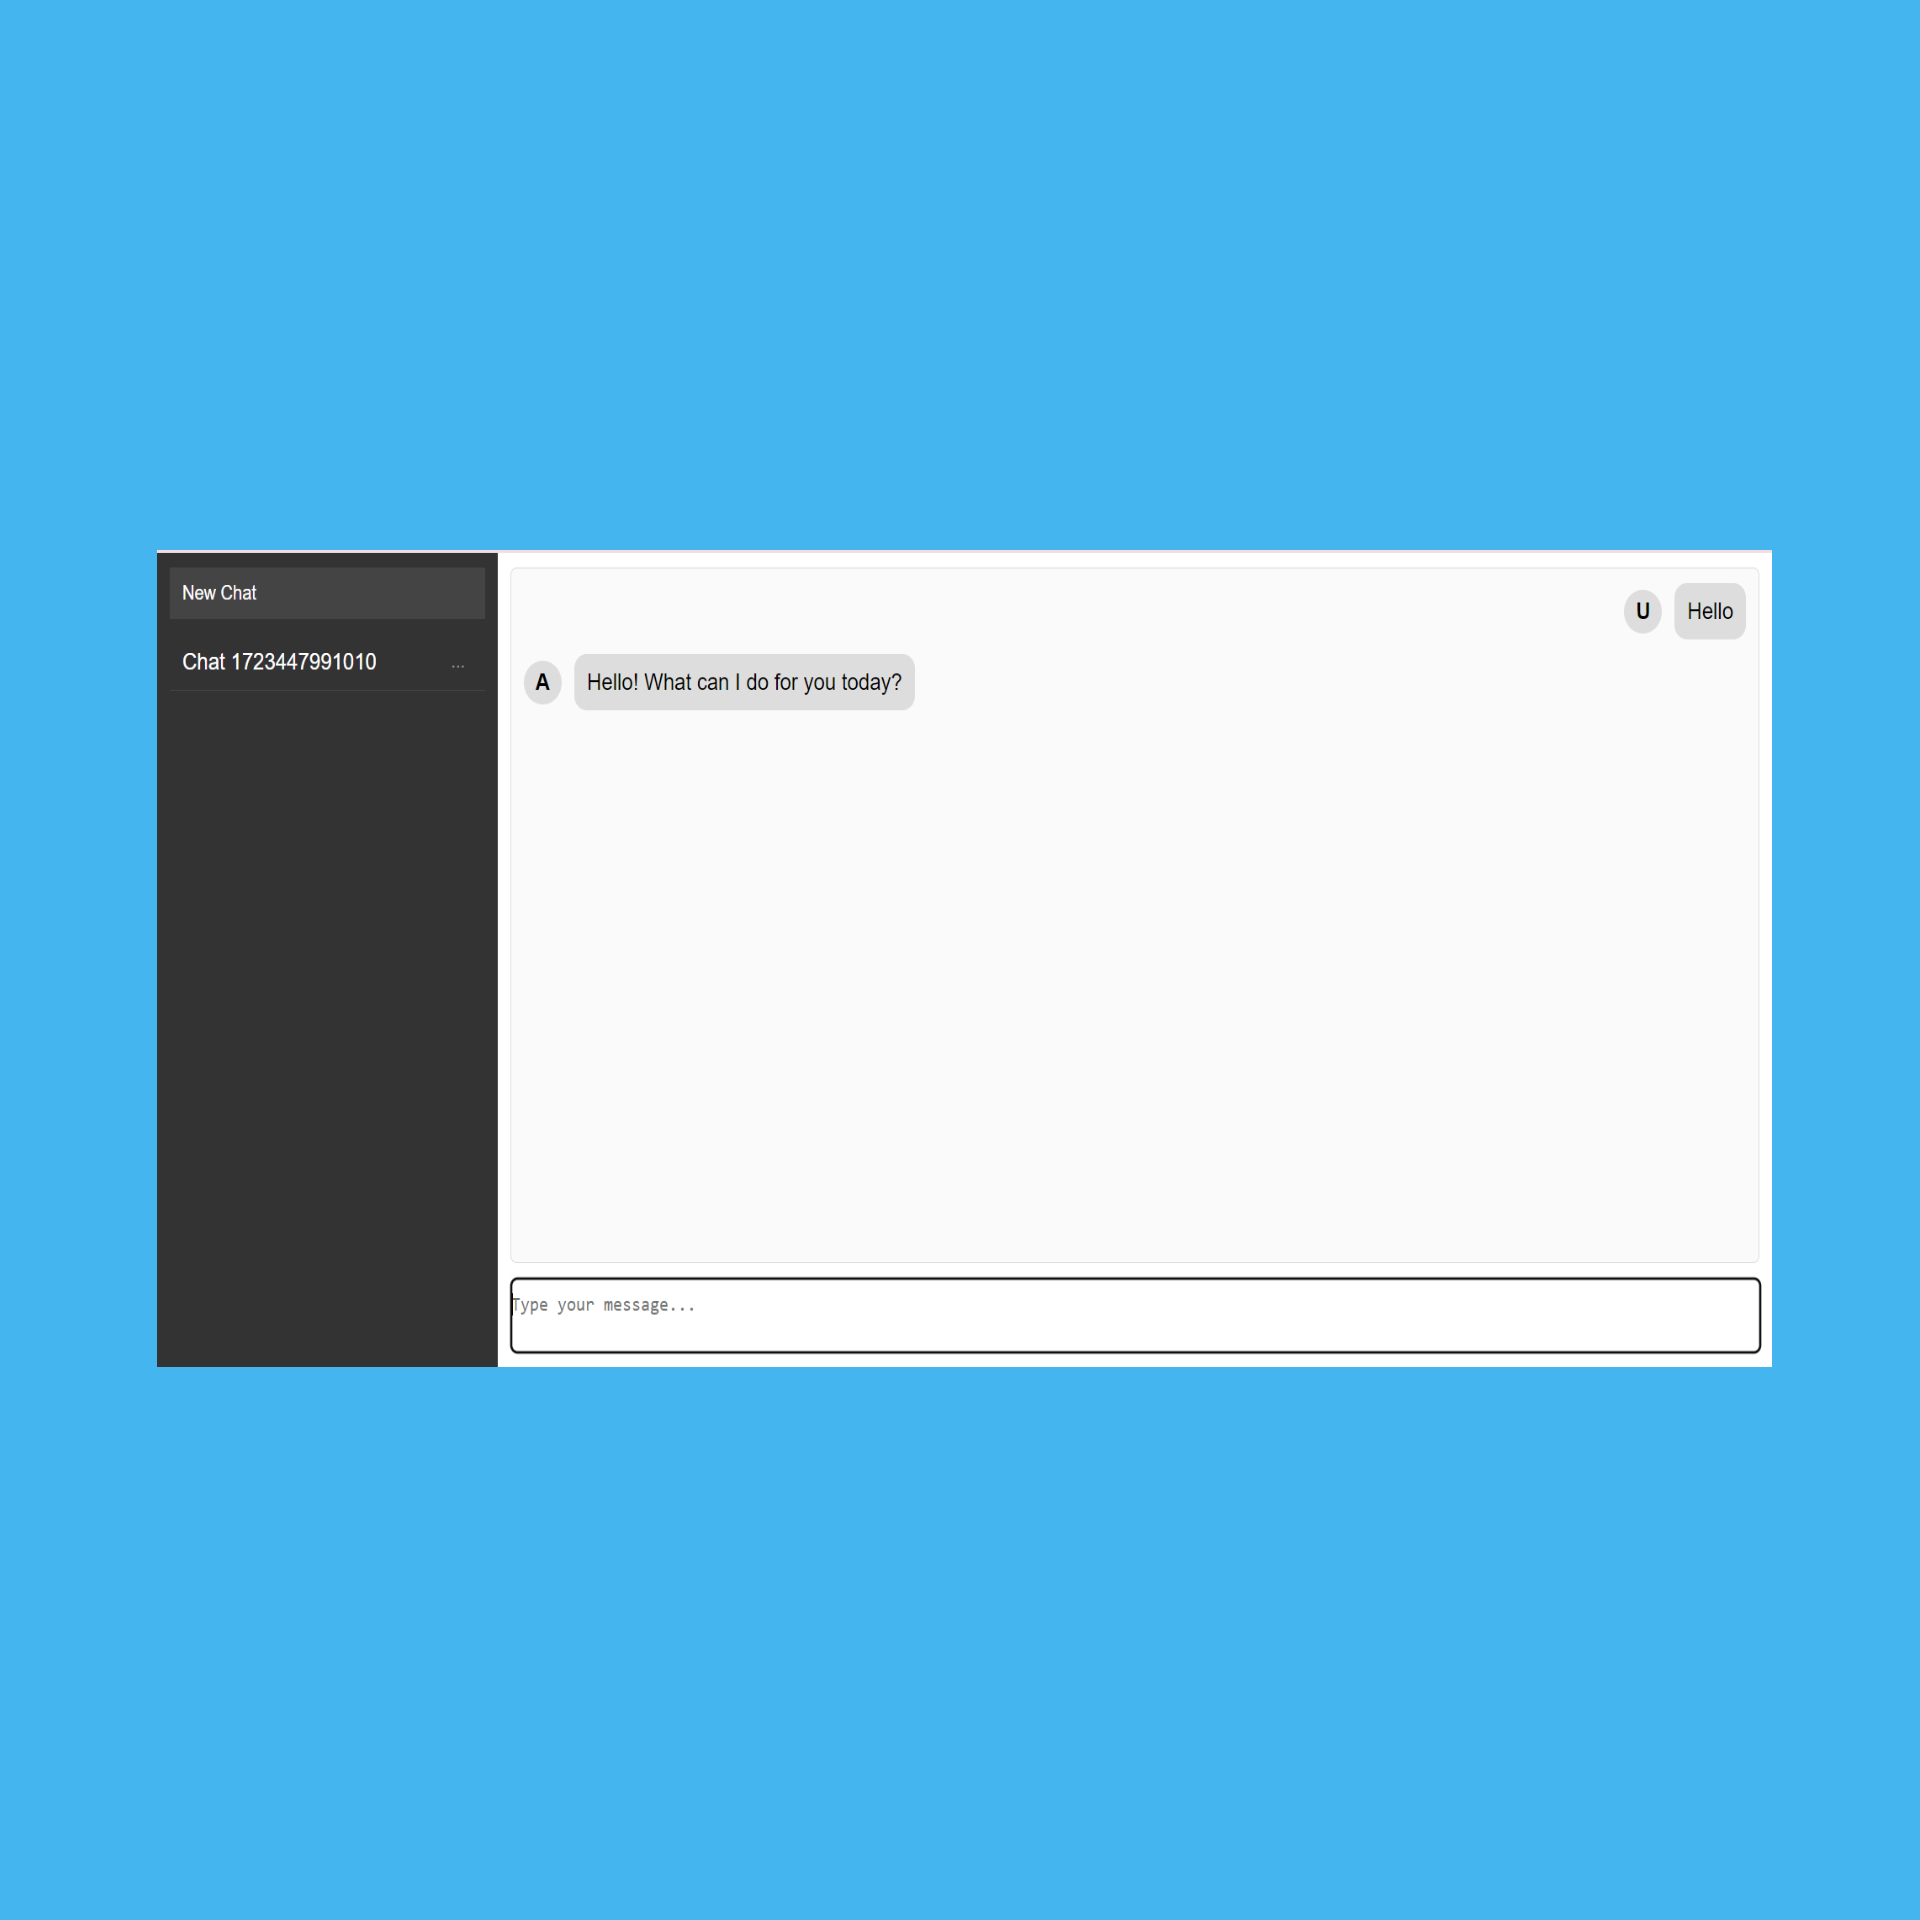 New Chat
Chat 1723447991010 ...
U Hello
A Hello! What can I do for you today?
Type your message...